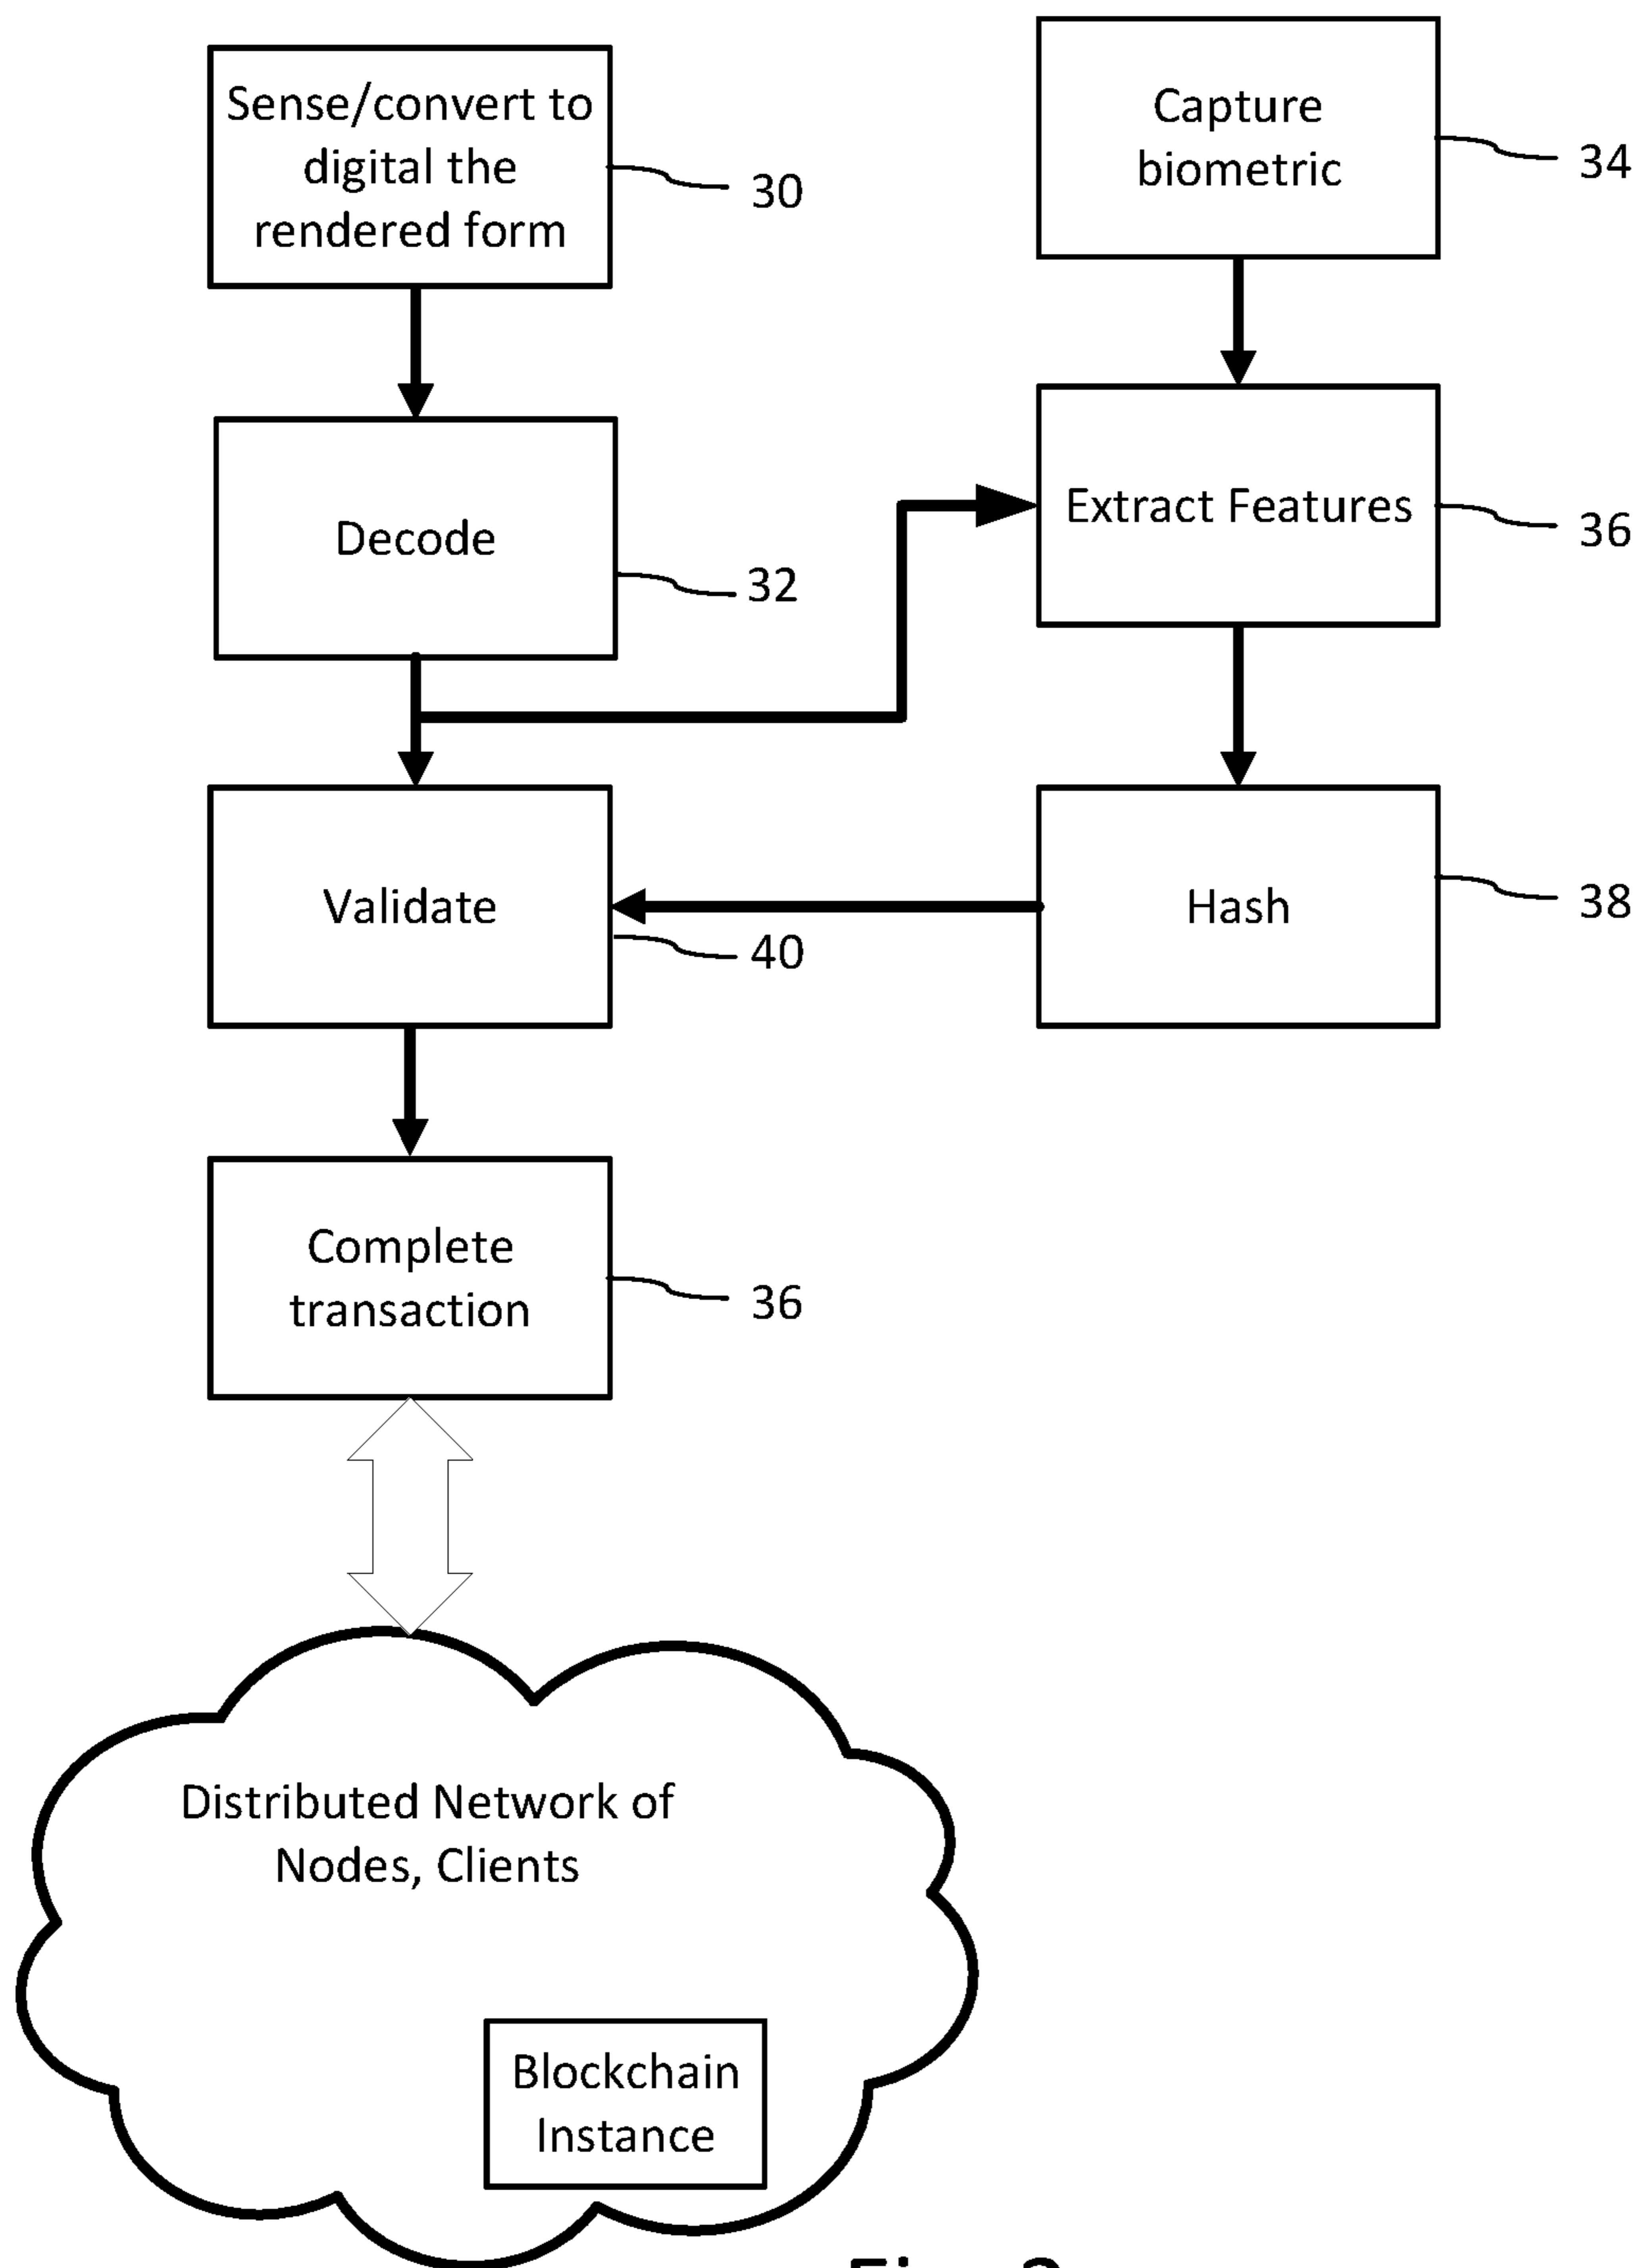 Sense/convert to
digital the
rendered form
30
Capture
biometric
34
Decode
32
Extract Features
36
Validate
40
Hash
38
Complete
transaction
36
Distributed Network of
Nodes, Clients
Blockchain
Instance